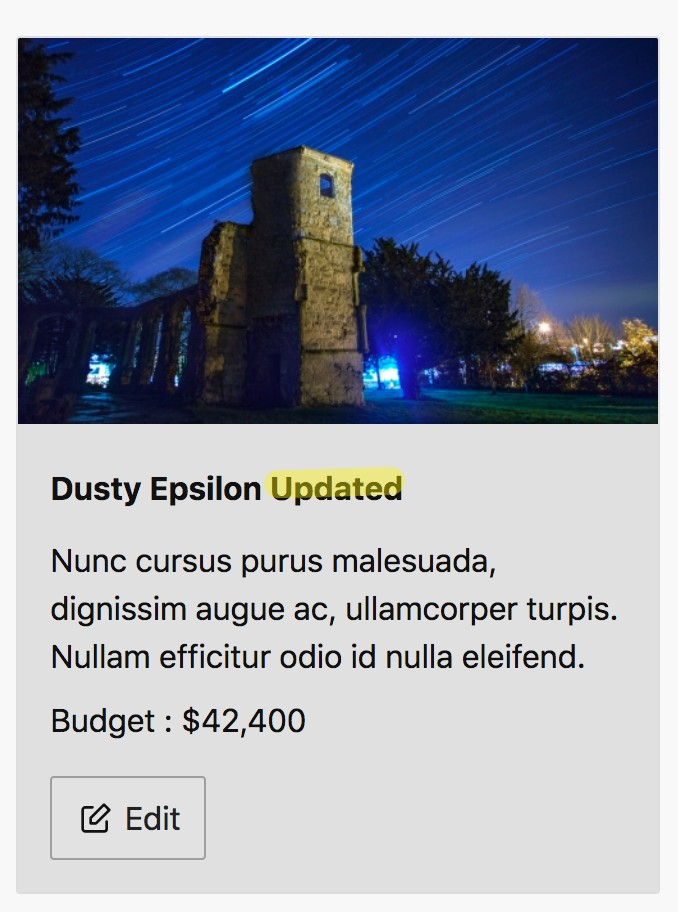 Dusty Epsilon Updated
Nunc cursus purus malesuada,
dignissim augue ac, ullamcorper turpis.
Nullam efficitur odio id nulla eleifend.
Budget : $42,400
Edit